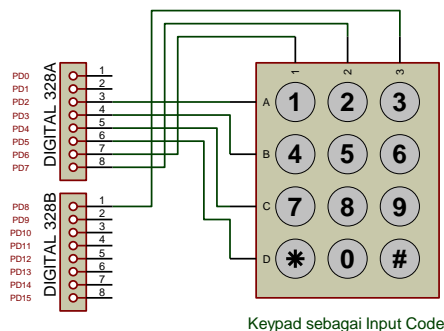 1 2 3
A 1 2 3
B 4 5 6
C 7 8 9
D * 0 #
DIGITAL 328A
PD0 1
PD1 2
PD2 3
PD3 4
PD4 5
PD5 6
PD6 7
PD7 8
DIGITAL 328B
PD8 1
PD9 2
PD10 3
PD11 4
PD12 5
PD13 6
PD14 7
PD15 8
Keypad sebagai Input Code